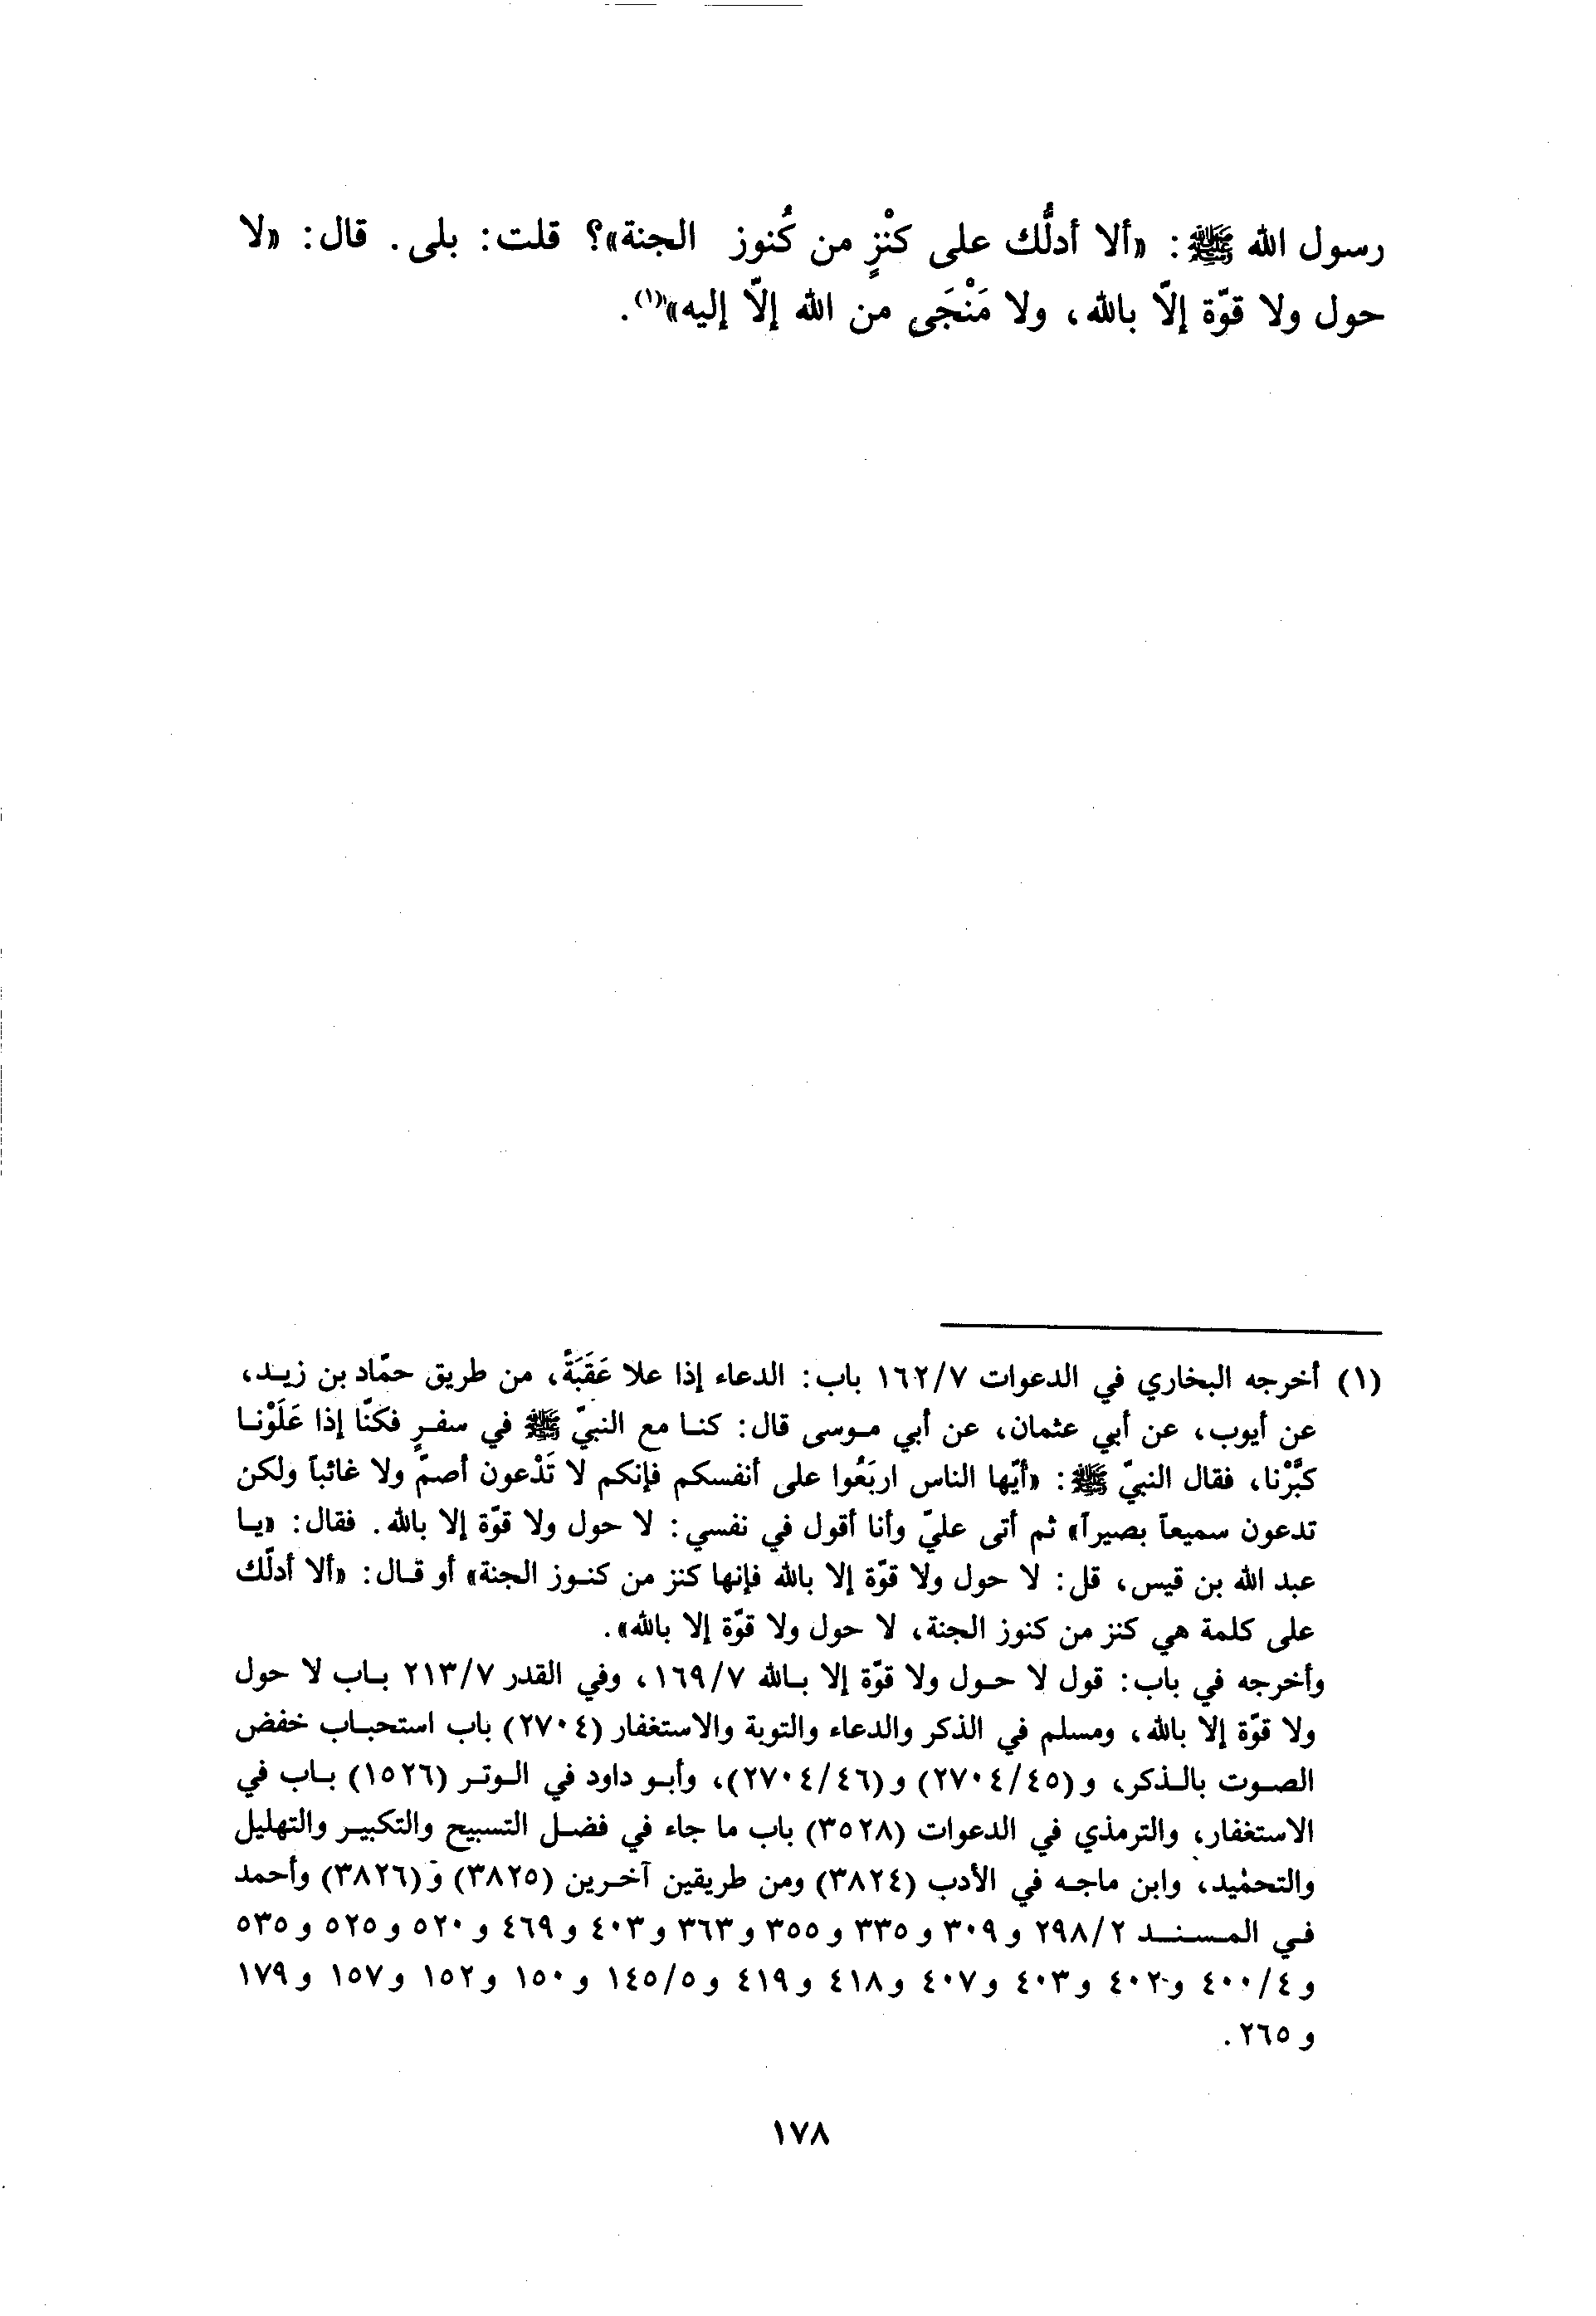 رسول الله ﷺ: «ألا أدلُّك على كنْزٍ من كُنوز الجنة»؟ قلت: بلى. قال: «لا
حول ولا قوّة إلّا بالله، ولا مَنْجَى من الله إلّا إليه»(١).
(١) أخرجه البخاري في الدعوات ١٦٢/٧ باب: الدعاء إذا علا عَقَبَةً، من طريق حمّاد بن زيد،
عن أيوب، عن أبي عثمان، عن أبي موسى قال: كنا مع النبيّ ﷺ في سفرٍ فكنّا إذا عَلَوْنا
كبَّرْنا، فقال النبيّ ﷺ: «أيّها الناس اربَعُوا على أنفسكم فإنكم لا تَدْعون أصمّ ولا غائباً ولكن
تدعون سميعاً بصيراً» ثم أتى عليّ وأنا أقول في نفسي: لا حول ولا قوّة إلا بالله. فقال: «يا
عبد الله بن قيس، قل: لا حول ولا قوّة إلا بالله فإنها كنز من كنوز الجنة» أو قال: «ألا أدلّك
على كلمة هي كنز من كنوز الجنة، لا حول ولا قوّة إلا بالله».
وأخرجه في باب: قول لا حول ولا قوّة إلا بالله ١٦٩/٧، وفي القدر ٢١٣/٧ باب لا حول
ولا قوّة إلا بالله، ومسلم في الذكر والدعاء والتوبة والاستغفار (٢٧٠٤) باب استحباب خفض
الصوت بالذكر، و(٢٧٠٤/٤٥) و(٢٧٠٤/٤٦)، وأبو داود في الوتر (١٥٢٦) باب في
الاستغفار، والترمذي في الدعوات (٣٥٢٨) باب ما جاء في فضل التسبيح والتكبير والتهليل
والتحميد، وابن ماجه في الأدب (٣٨٢٤) ومن طريقين آخرين (٣٨٢٥) و(٣٨٢٦) وأحمد
في المسند ٢٩٨/٢ و٣٠٩ و٣٣٥ و٣٥٥ و٣٦٣ و٤٠٣ و٤٦٩ و٥٢٠ و٥٢٥ و٥٣٥
و٤٠٠/٤ و٤٠٢ و٤٠٣ و٤٠٧ و٤١٨ و٤١٩ و١٤٥/٥ و١٥٠ و١٥٢ و١٥٧ و١٧٩
و٢٦٥.
١٧٨